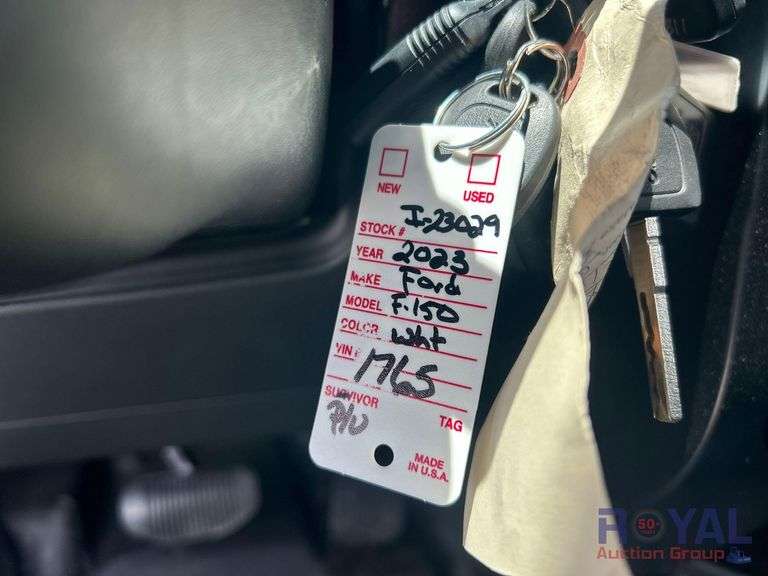 NEW USED
STOCK # I-23029
YEAR 2023
MAKE Ford
MODEL F-150
COLOR Wht
VIN # 1765
SURVIVOR TAG
P/U
MADE
IN U.S.A.
50
ROYAL
Auction Group